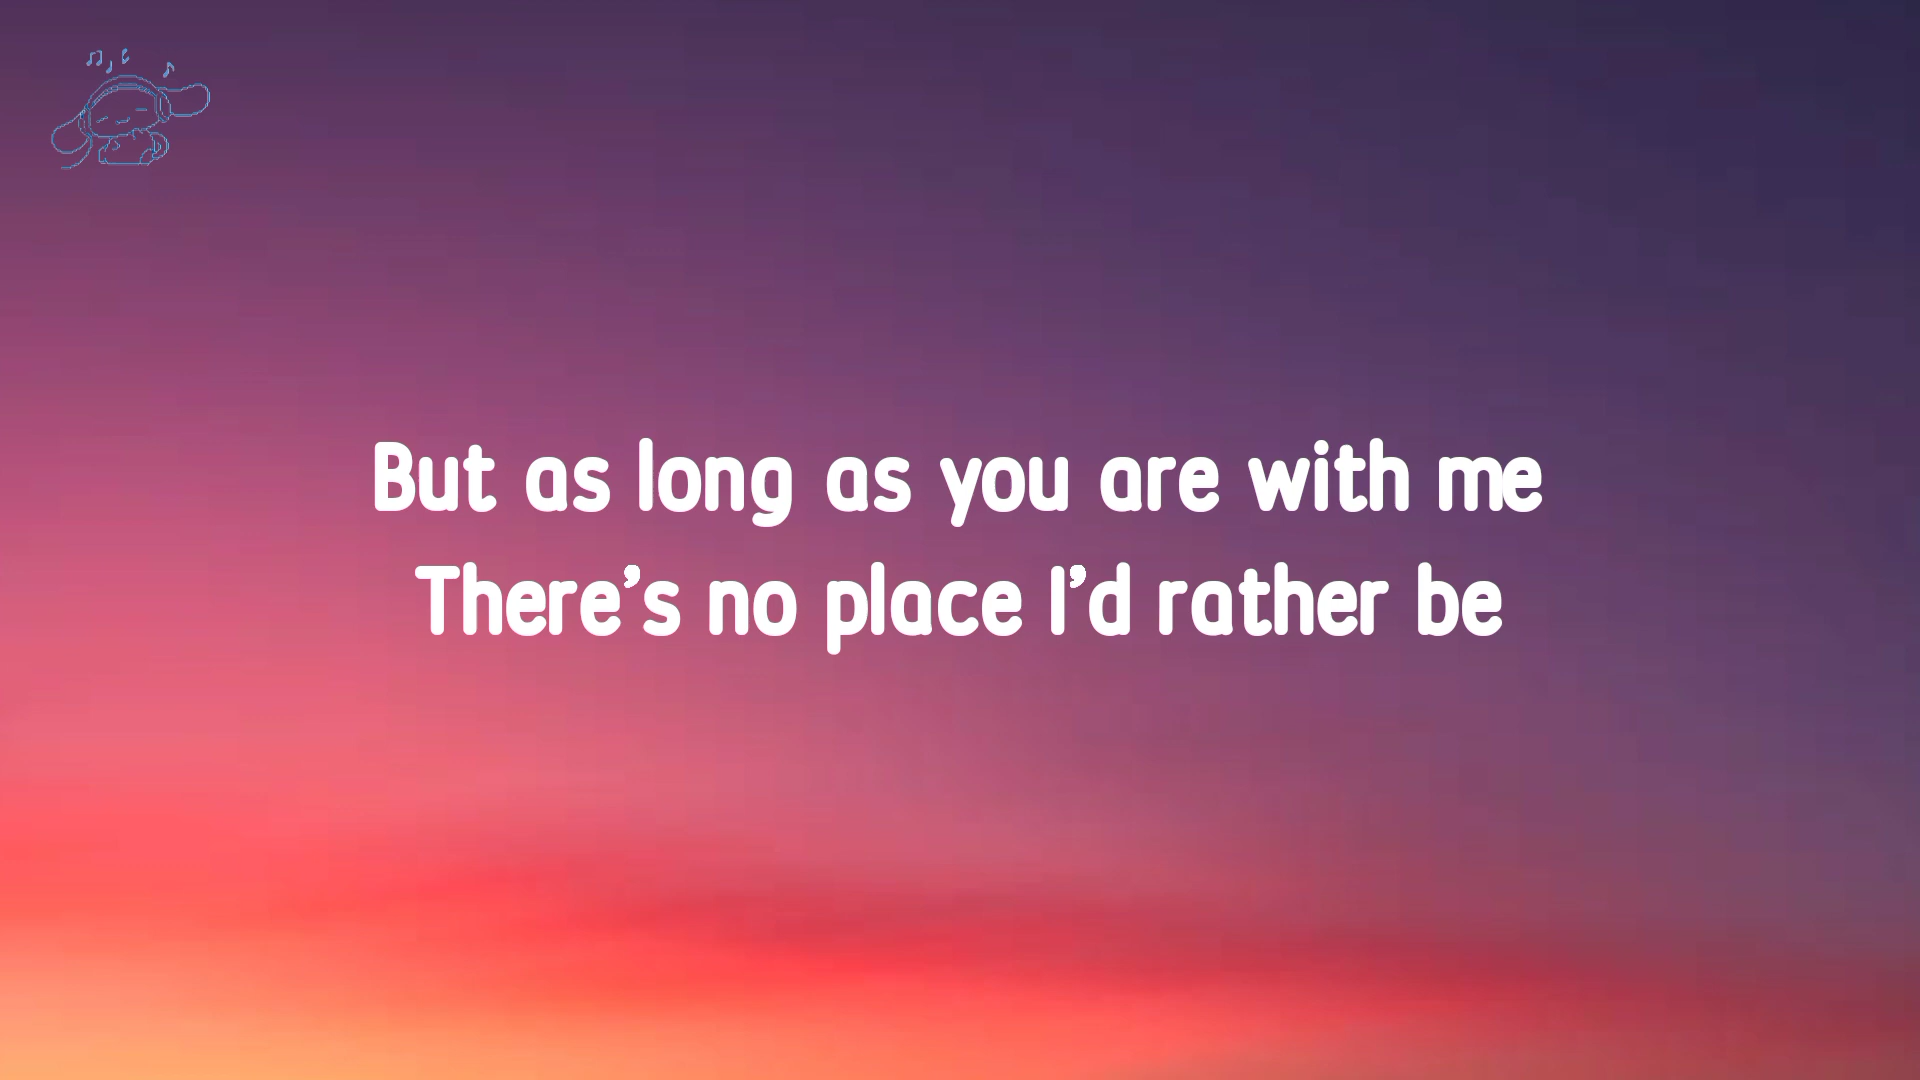 But as long as you are with me
There’s no place I’d rather be